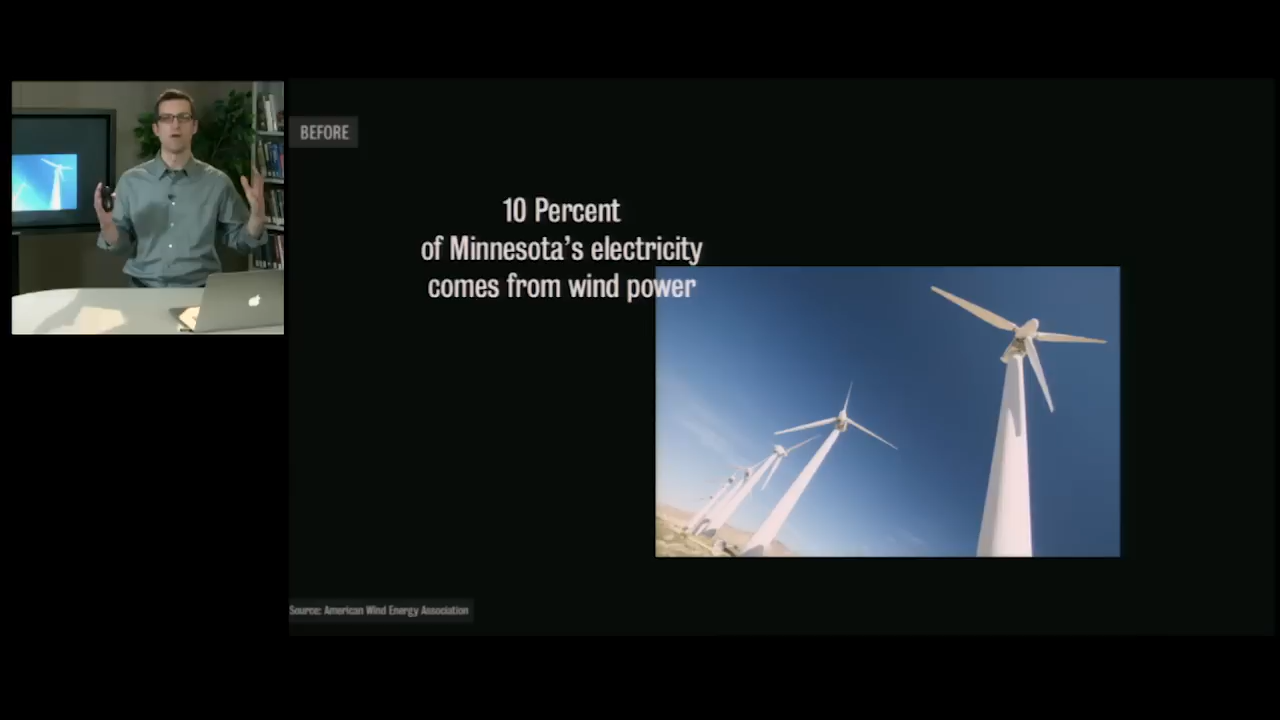 BEFORE
10 Percent
of Minnesota's electricity
comes from wind power
Source: American Wind Energy Association